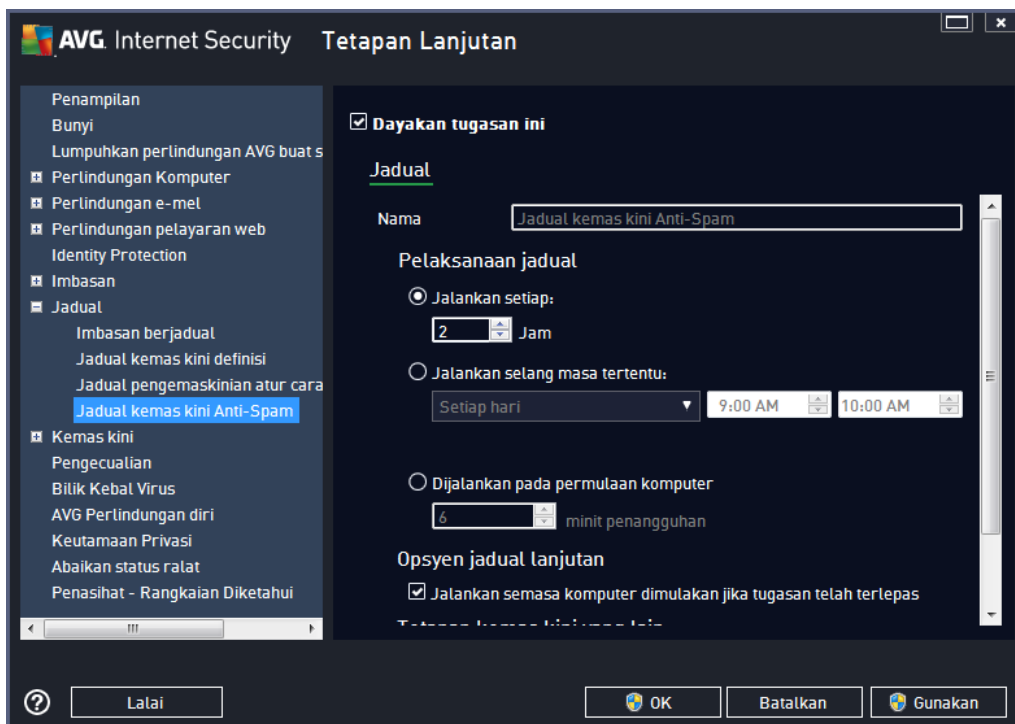 AVG. Internet Security Tetapan Lanjutan
Penampilan
Bunyi
Lumpuhkan perlindungan AVG buat s
Perlindungan Komputer
Perlindungan e-mel
Perlindungan pelayaran web
Identity Protection
Imbasan
Jadual
Imbasan berjadual
Jadual kemas kini definisi
Jadual pengemaskinian atur cara
Jadual kemas kini Anti-Spam
Kemas kini
Pengecualian
Bilik Kebal Virus
AVG Perlindungan diri
Keutamaan Privasi
Abaikan status ralat
Penasihat - Rangkaian Diketahui
Dayakan tugasan ini
Jadual
Nama Jadual kemas kini Anti-Spam
Pelaksanaan jadual
Jalankan setiap:
2 Jam
Jalankan selang masa tertentu:
Setiap hari 9:00 AM 10:00 AM
Dijalankan pada permulaan komputer
6 minit penangguhan
Opsyen jadual lanjutan
Jalankan semasa komputer dimulakan jika tugasan telah terlepas
Tetapan kemas kini yang lain
Lalai OK Batalkan Gunakan